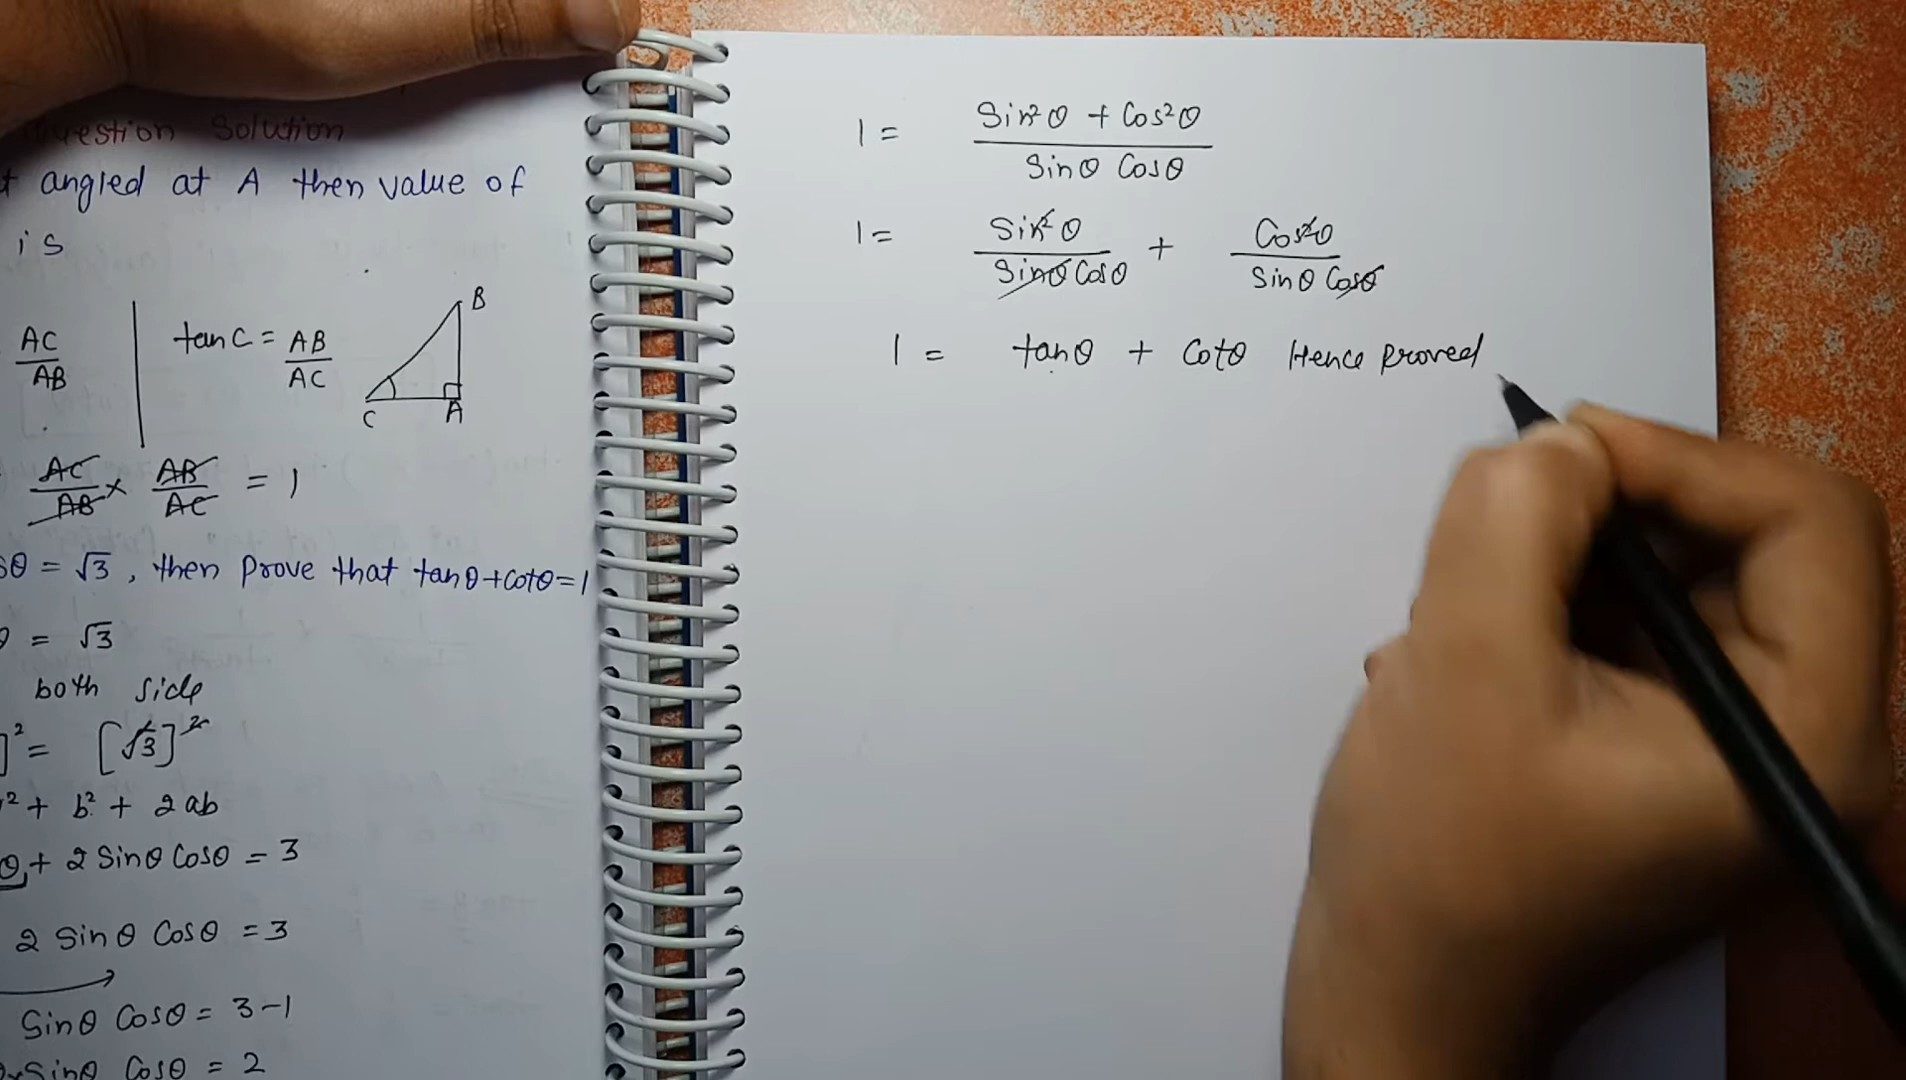 Question Solution
angled at A then value of
is
AC
AB
tan C = AB
AC
B
C
A
AC
AB
×
AB
AC
= 1
θ = √3 , then Prove that tanθ+Cotθ=1
= √3
both side
]² = [√3]²
² + b² + 2ab
θ + 2 Sinθ Cosθ = 3
2 Sinθ Cosθ = 3
Sinθ Cosθ = 3-1
Sinθ Cosθ = 2
1 = Sin²θ + Cos²θ
Sinθ Cosθ
1 = Sin²θ + Cos²θ
Sinθ Cosθ Sinθ Cosθ
1 = tanθ + Cotθ Hence Proved